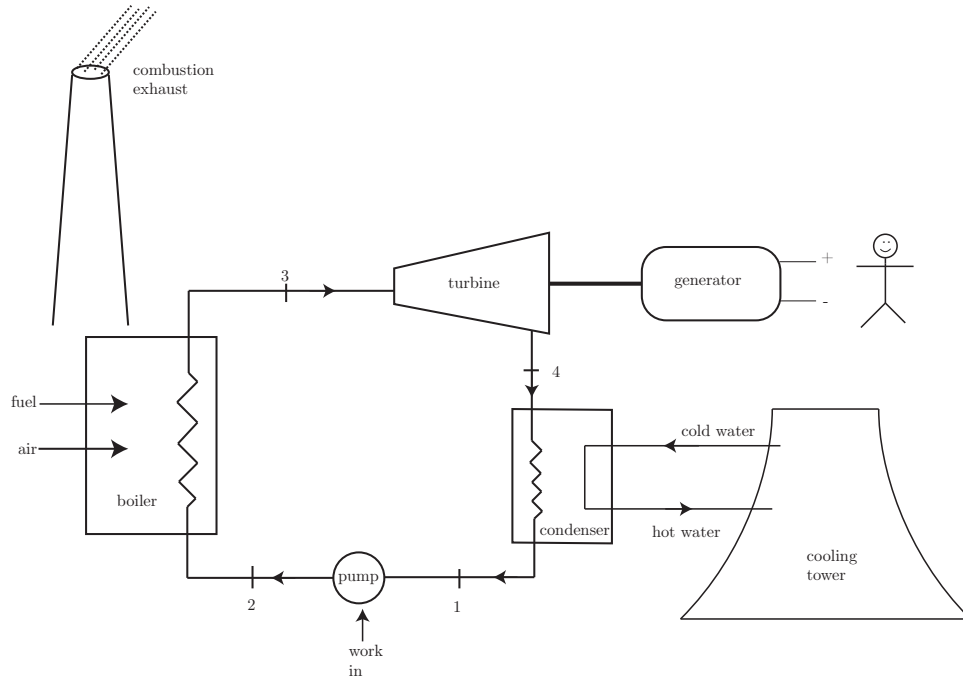 combustion
exhaust
3
turbine
generator
+
-
4
fuel
air
boiler
cold water
condenser
hot water
cooling
tower
pump
2
1
work
in